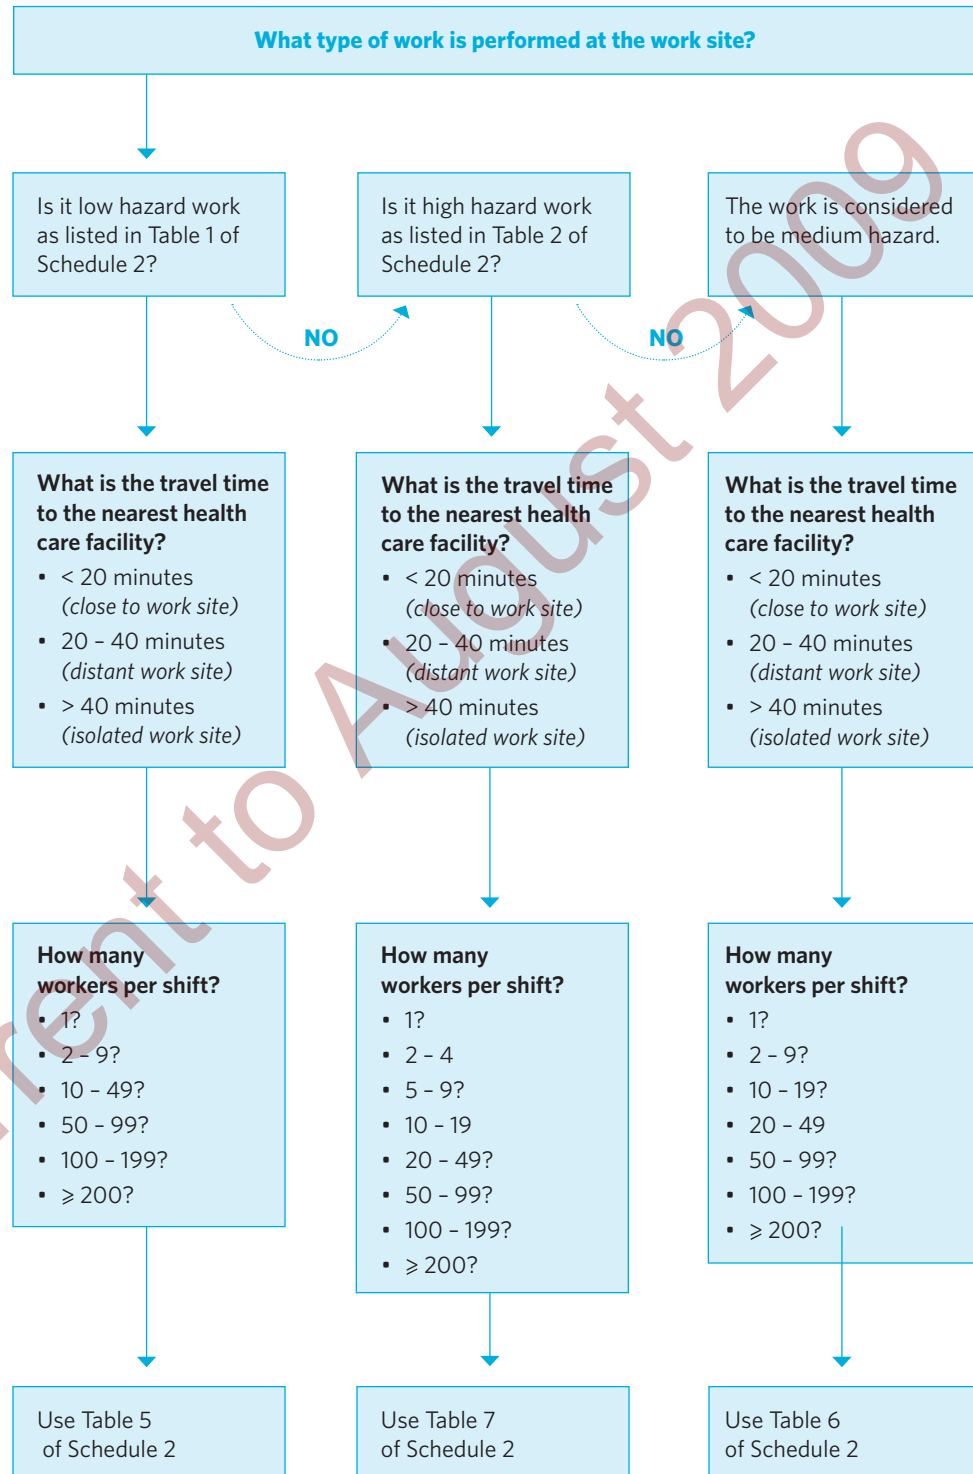 What type of work is performed at the work site?
Is it low hazard work
as listed in Table 1 of
Schedule 2?
Is it high hazard work
as listed in Table 2 of
Schedule 2?
The work is considered
to be medium hazard.
NO
NO
What is the travel time
to the nearest health
care facility?
• < 20 minutes
(close to work site)
• 20 – 40 minutes
(distant work site)
• > 40 minutes
(isolated work site)
What is the travel time
to the nearest health
care facility?
• < 20 minutes
(close to work site)
• 20 – 40 minutes
(distant work site)
• > 40 minutes
(isolated work site)
What is the travel time
to the nearest health
care facility?
• < 20 minutes
(close to work site)
• 20 – 40 minutes
(distant work site)
• > 40 minutes
(isolated work site)
How many
workers per shift?
• 1?
• 2 – 9?
• 10 – 49?
• 50 – 99?
• 100 – 199?
• ⩾ 200?
How many
workers per shift?
• 1?
• 2 – 4
• 5 – 9?
• 10 – 19
• 20 – 49?
• 50 – 99?
• 100 – 199?
• ⩾ 200?
How many
workers per shift?
• 1?
• 2 – 9?
• 10 – 19?
• 20 – 49
• 50 – 99?
• 100 – 199?
• ⩾ 200?
Use Table 5
of Schedule 2
Use Table 7
of Schedule 2
Use Table 6
of Schedule 2
to August 2009